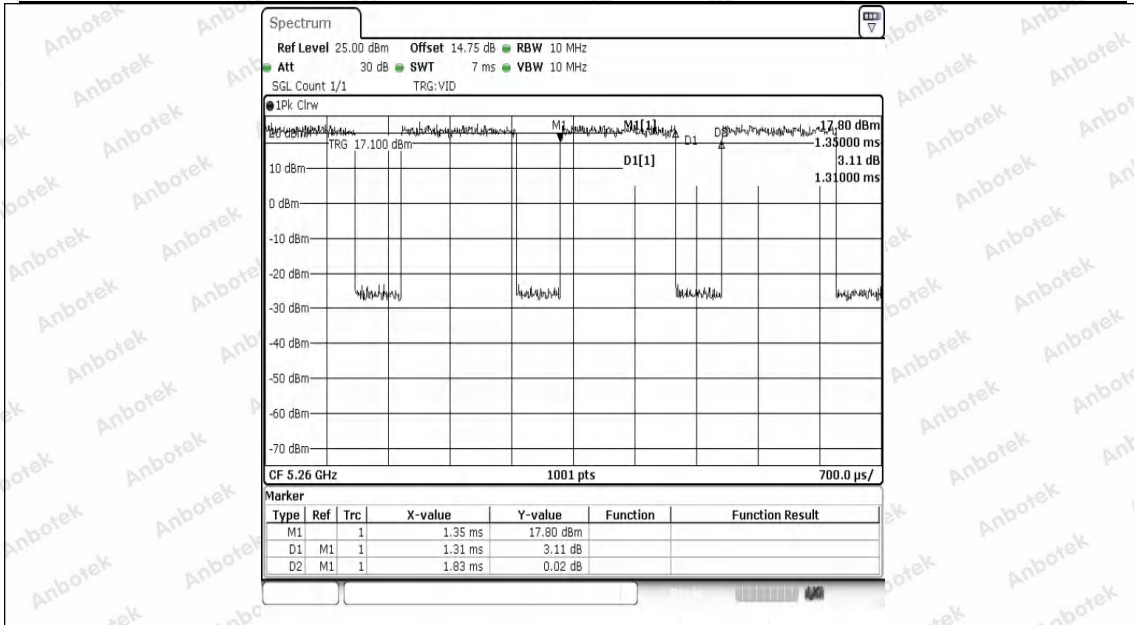 Spectrum
Ref Level 25.00 dBm Offset 14.75 dB RBW 10 MHz
Att 30 dB SWT 7 ms VBW 10 MHz
SGL Count 1/1 TRG:VID
1Pk Clrw
M1 M1[1] 17.80 dBm
20 dBm D1 D2
TRG 17.100 dBm 1.35000 ms
D1[1] 3.11 dB
10 dBm 1.31000 ms
0 dBm
-10 dBm
-20 dBm
-30 dBm
-40 dBm
-50 dBm
-60 dBm
-70 dBm
CF 5.26 GHz 1001 pts 700.0 µs/
Marker
Type Ref Trc X-value Y-value Function Function Result
M1 1 1.35 ms 17.80 dBm
D1 M1 1 1.31 ms 3.11 dB
D2 M1 1 1.83 ms 0.02 dB
Anbotek